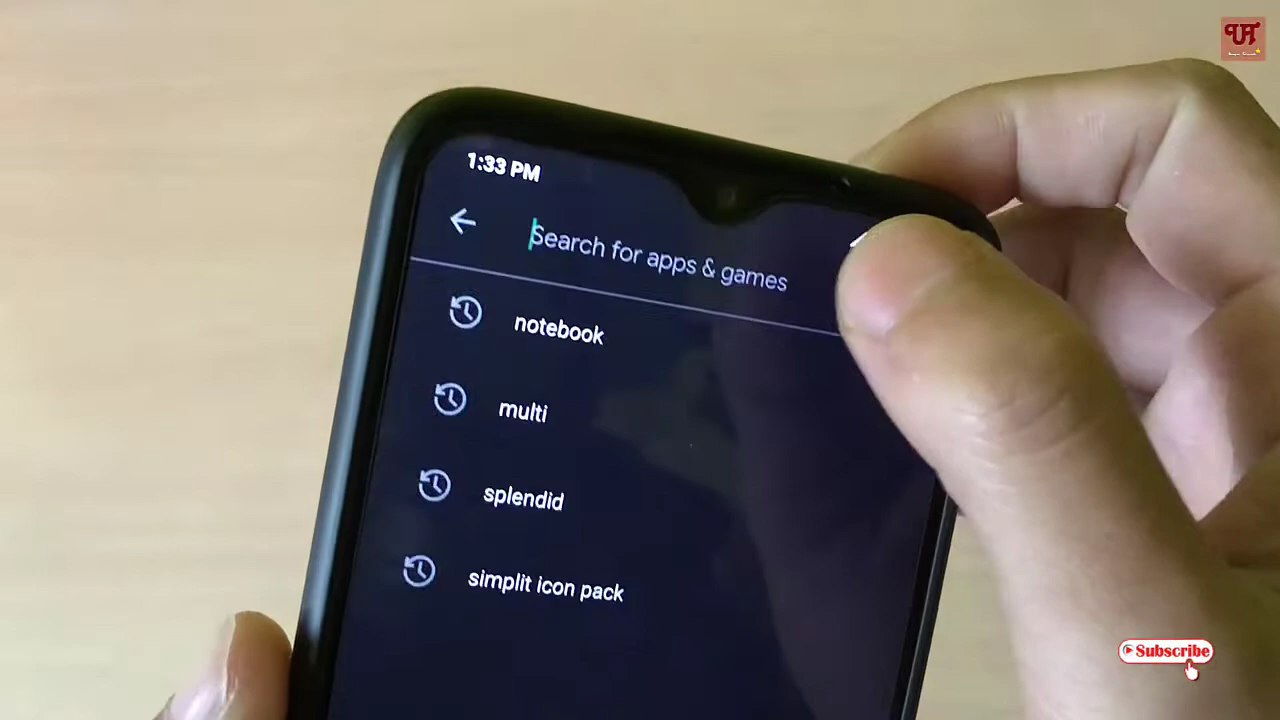 1:33 PM
Search for apps & games
notebook
multi
splendid
simplit icon pack
Subscribe